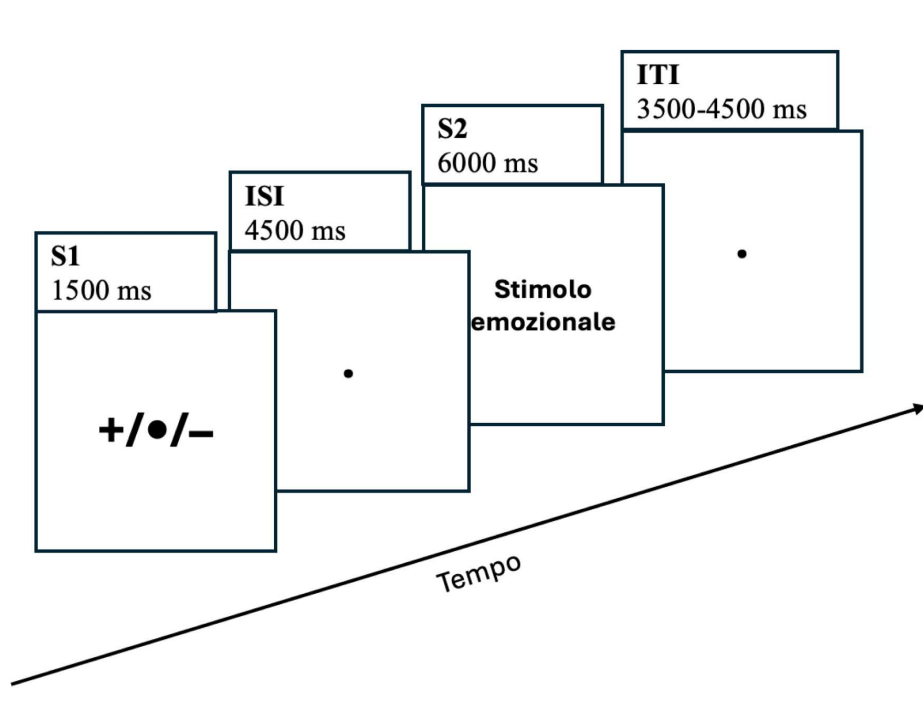 S1
1500 ms
+/•/–
ISI
4500 ms
•
S2
6000 ms
Stimolo
emozionale
ITI
3500-4500 ms
•
Tempo